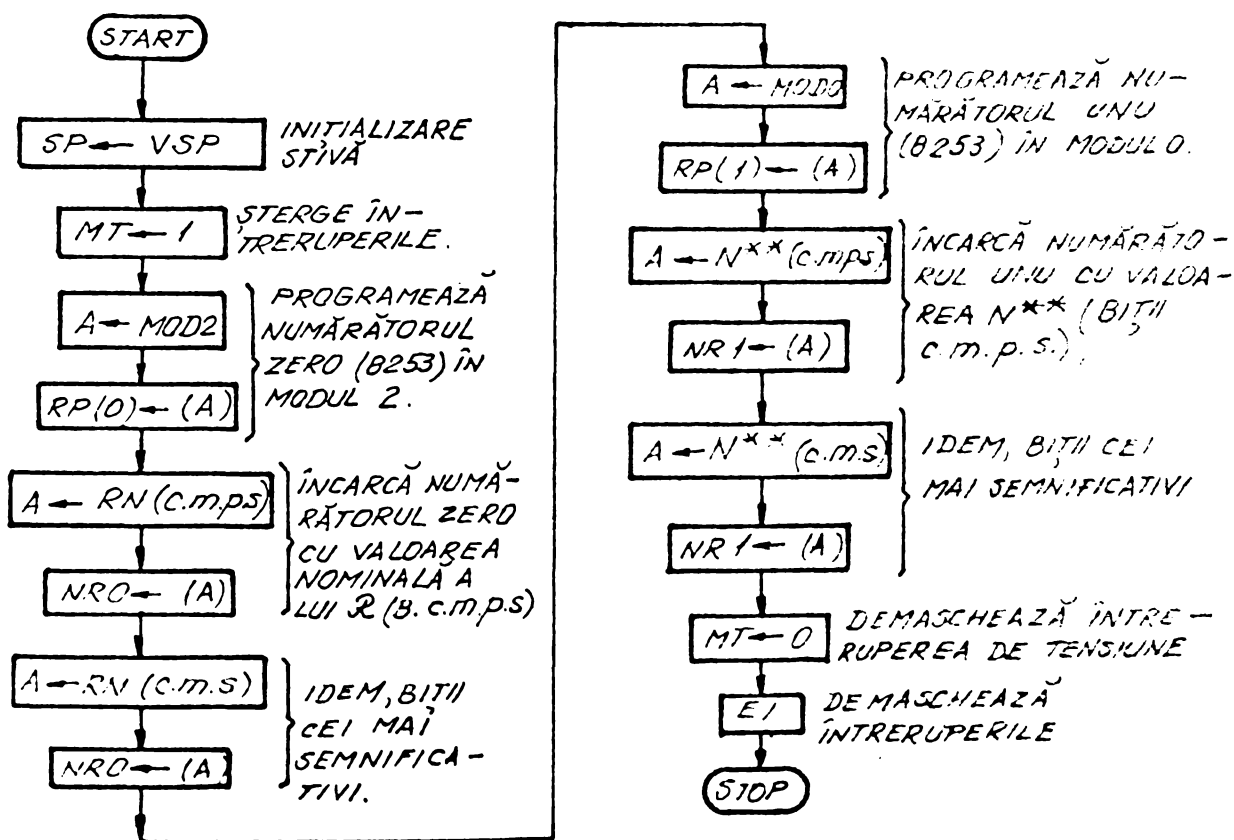 START
SP ← VSP
INIȚIALIZARE
STIVĂ
MT ← 1
ȘTERGE ÎN-
TRERUPERILE.
A ← MOD2
RP(0) ← (A)
PROGRAMEAZĂ
NUMĂRĂTORUL
ZERO (8253) ÎN
MODUL 2.
A ← RN (c.m.p.s)
NR0 ← (A)
ÎNCARCĂ NUMĂ-
RĂTORUL ZERO
CU VALOAREA
NOMINALĂ A
LUI R (B.c.m.p.s)
A ← RN (c.m.s)
NR0 ← (A)
IDEM, BIȚII
CEI MAI
SEMNIFICA-
TIVI.
A ← MOD0
RP(1) ← (A)
PROGRAMEAZĂ NU-
MĂRĂTORUL UNU
(8253) ÎN MODUL 0.
A ← N** (c.mps)
NR1 ← (A)
ÎNCARCĂ NUMĂRĂTO-
RUL UNU CU VALOA-
REA N** (BIȚII
c.m.p.s.),
A ← N** (c.m.s)
NR1 ← (A)
IDEM, BIȚII CEI
MAI SEMNIFICATIVI
MT ← 0
DEMASCHEAZĂ ÎNTRE-
RUPEREA DE TENSIUNE
EI
DEMASCHEAZĂ
ÎNTRERUPERILE
STOP